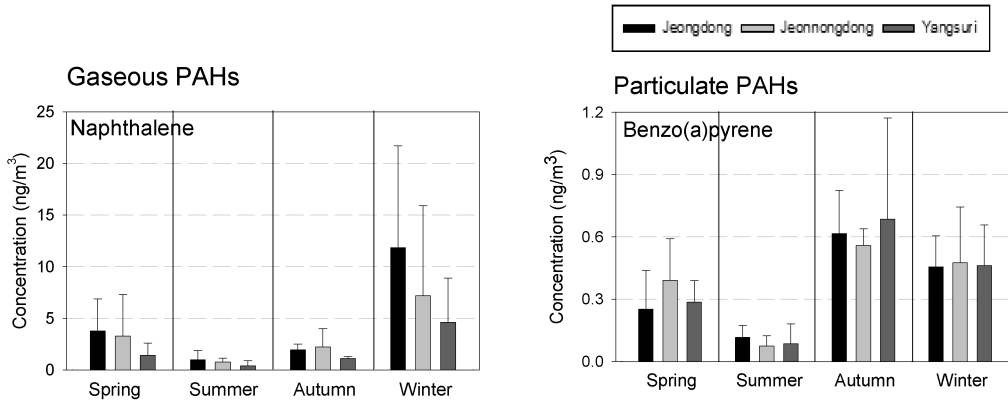 Jeongdong Jeonnongdong Yangsuri
Gaseous PAHs
Naphthalene
Concentration (ng/m³)
25
20
15
10
5
0
Spring Summer Autumn Winter
Particulate PAHs
Benzo(a)pyrene
Concentration (ng/m³)
1.2
0.9
0.6
0.3
0.0
Spring Summer Autumn Winter